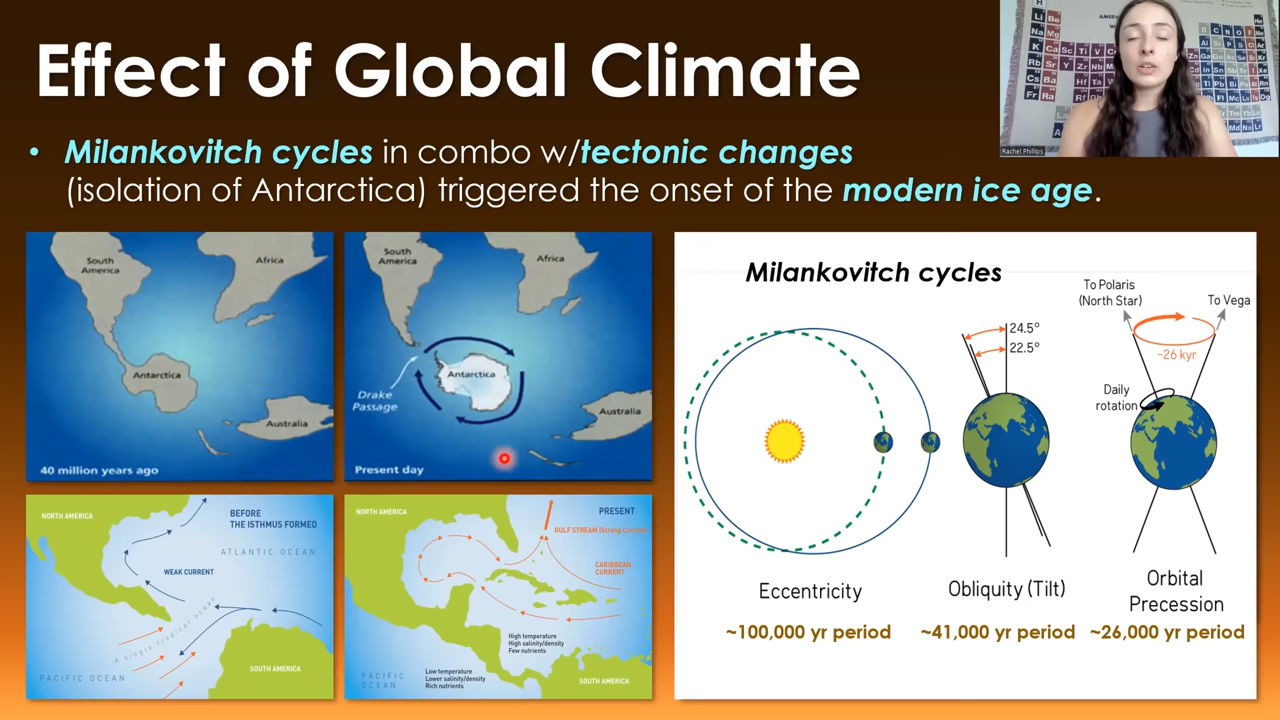 Effect of Global Climate
• Milankovitch cycles in combo w/tectonic changes
(isolation of Antarctica) triggered the onset of the modern ice age.
Rachel Phillips
South
America
Africa
Antarctica
Australia
40 million years ago
South
America
Africa
Antarctica
Drake
Passage
Australia
Present day
NORTH AMERICA
BEFORE
THE ISTHMUS FORMED
ATLANTIC OCEAN
WEAK CURRENT
A single tropical ocean
PACIFIC OCEAN
SOUTH AMERICA
NORTH AMERICA
PRESENT
GULF STREAM (Strong Current)
CARIBBEAN
CURRENT
High temperature
High salinity/density
Few nutrients
Low temperature
Lower salinity/density
Rich nutrients
PACIFIC
OCEAN
SOUTH AMERICA
Milankovitch cycles
24.5°
22.5°
To Polaris
(North Star)
To Vega
~26 kyr
Daily
rotation
Eccentricity
Obliquity (Tilt)
Orbital
Precession
~100,000 yr period
~41,000 yr period
~26,000 yr period